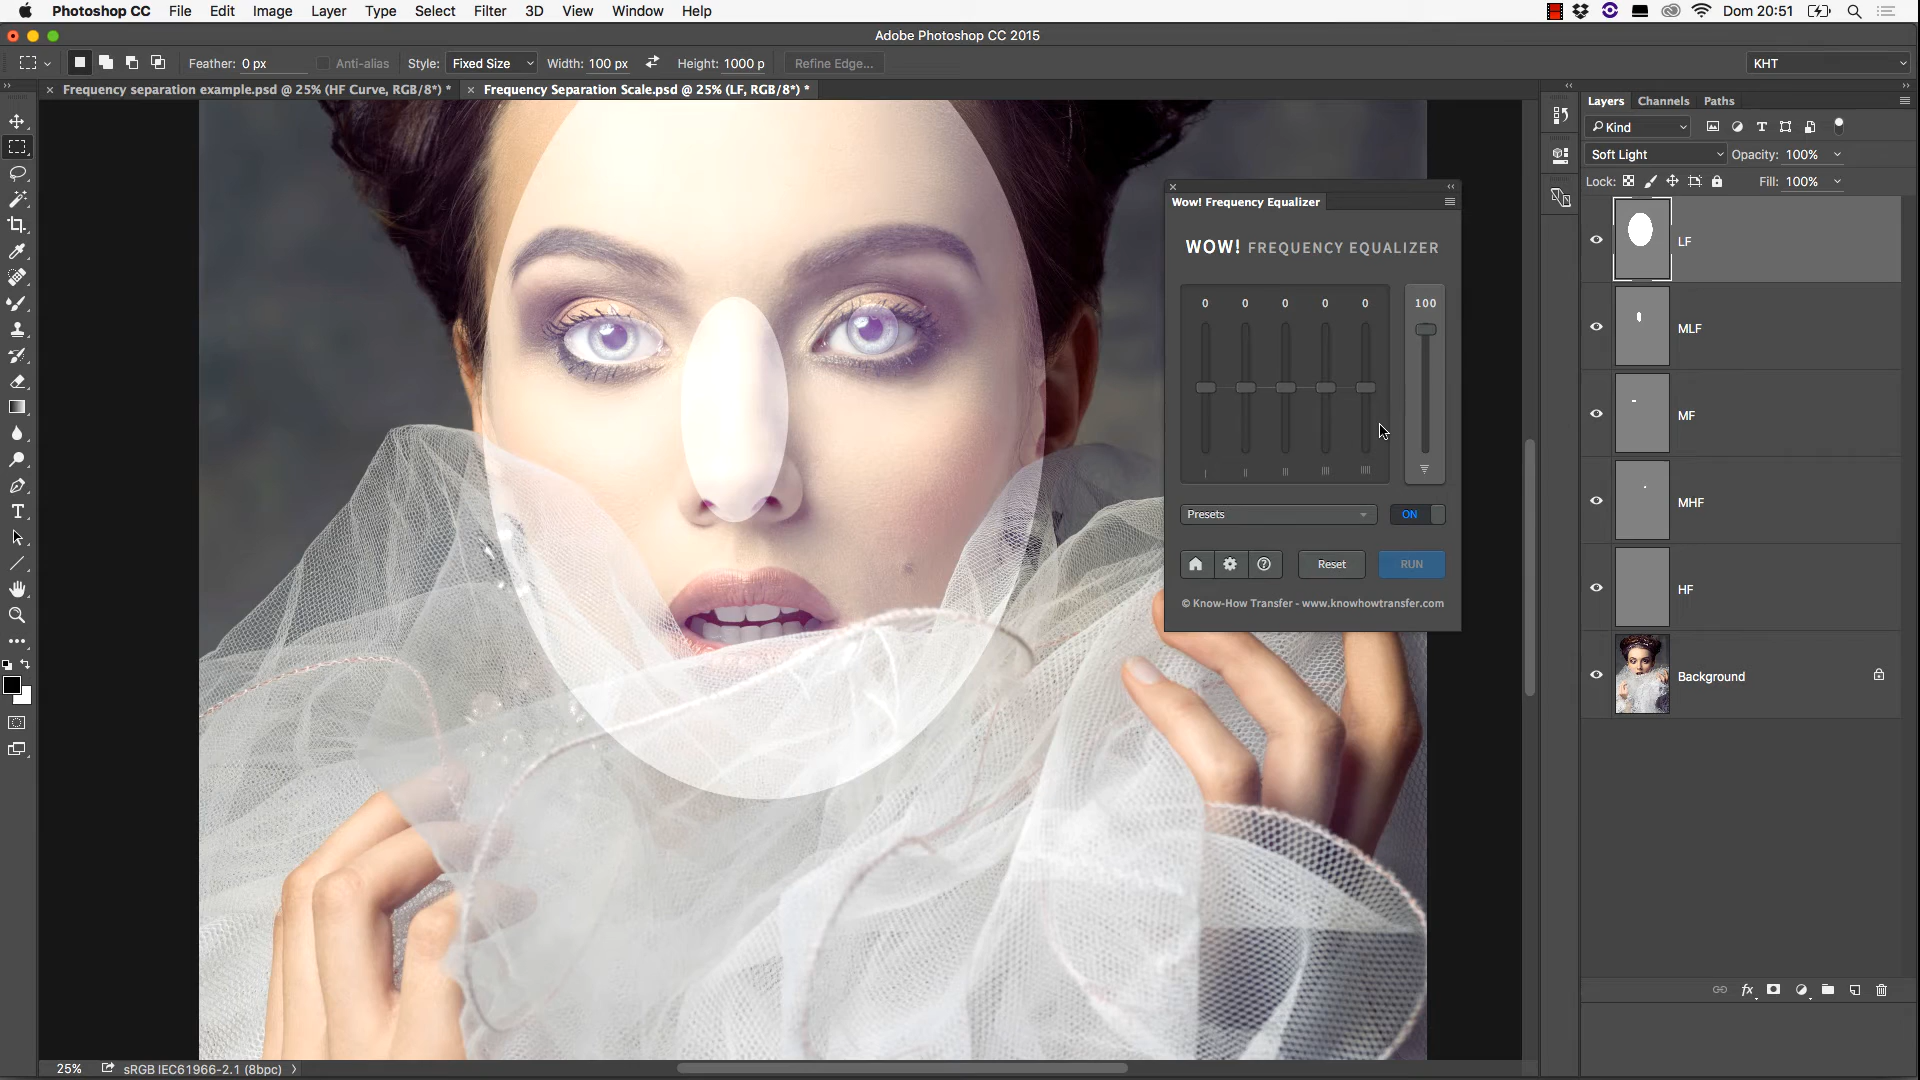 Photoshop CC File Edit Image Layer Type Select Filter 3D View Window Help Dom 20:51
Adobe Photoshop CC 2015
Feather: 0 px Anti-alias Style: Fixed Size Width: 100 px Height: 1000 p Refine Edge... KHT
Frequency separation example.psd @ 25% (HF Curve, RGB/8*) * Frequency Separation Scale.psd @ 25% (LF, RGB/8*) *
Layers Channels Paths
Kind
Soft Light Opacity: 100%
Lock: Fill: 100%
LF
MLF
MF
MHF
HF
Background
Wow! Frequency Equalizer
WOW! FREQUENCY EQUALIZER
0 0 0 0 0 100
Presets ON
Reset RUN
© Know-How Transfer - www.knowhowtransfer.com
25% sRGB IEC61966-2.1 (8bpc)